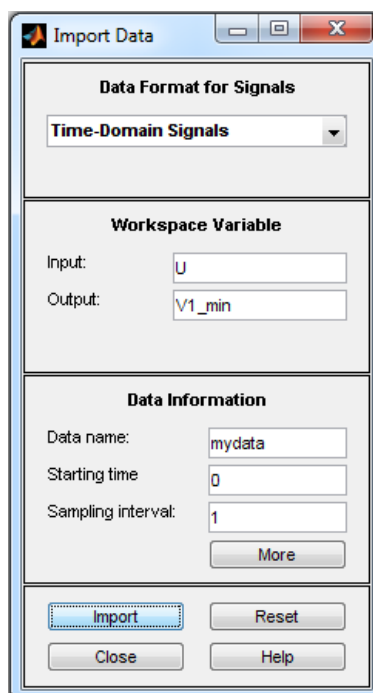 Import Data
Data Format for Signals
Time-Domain Signals
Workspace Variable
Input:
U
Output:
V1_min
Data Information
Data name:
mydata
Starting time
0
Sampling interval:
1
More
Import
Reset
Close
Help